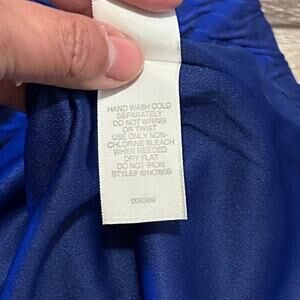 HAND WASH COLD
SEPARATELY
DO NOT WRING
OR TWIST
USE ONLY NON-
CHLORINE BLEACH
WHEN NEEDED
DRY FLAT
DO NOT IRON
STYLE# I61K765B
006569